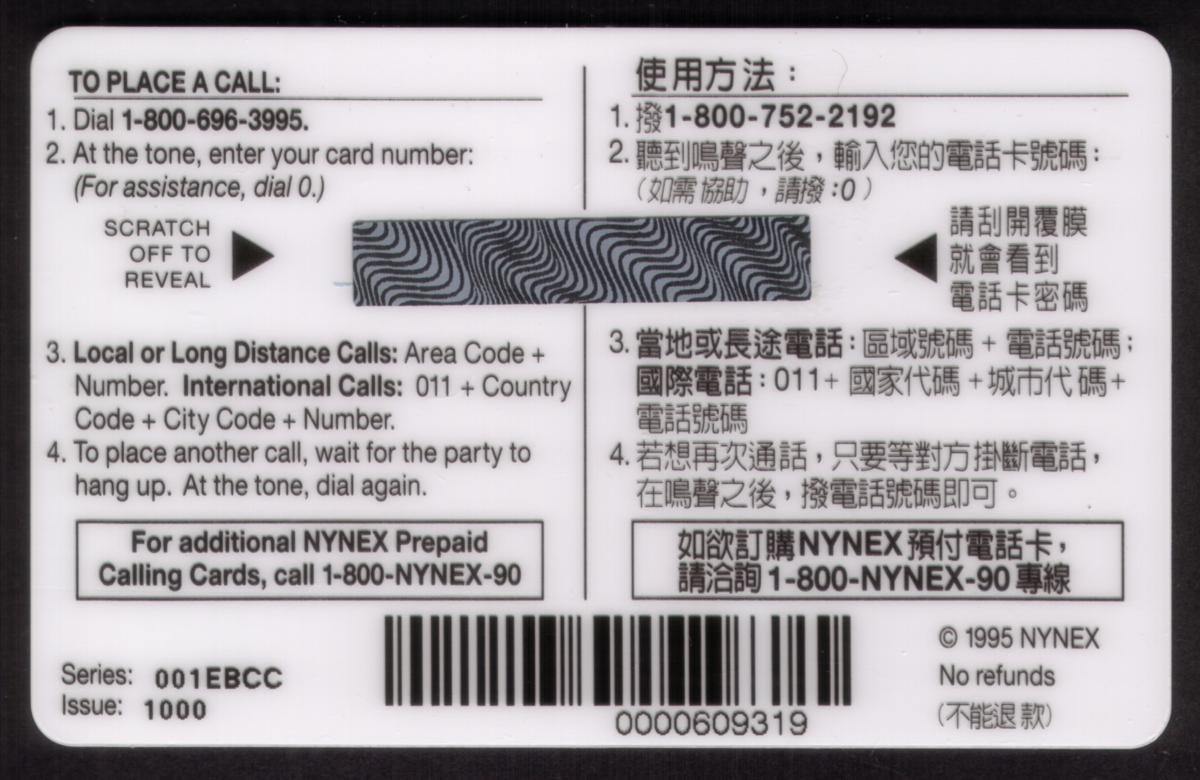 TO PLACE A CALL:
1. Dial 1-800-696-3995.
2. At the tone, enter your card number:
(For assistance, dial 0.)
SCRATCH
OFF TO
REVEAL
3. Local or Long Distance Calls: Area Code +
Number. International Calls: 011 + Country
Code + City Code + Number.
4. To place another call, wait for the party to
hang up. At the tone, dial again.
For additional NYNEX Prepaid
Calling Cards, call 1-800-NYNEX-90
使用方法：
1. 撥1-800-752-2192
2. 聽到鳴聲之後，輸入您的電話卡號碼：
（如需協助，請撥：0）
請刮開覆膜
就會看到
電話卡密碼
3. 當地或長途電話：區域號碼 + 電話號碼；
國際電話：011+ 國家代碼 +城市代碼+
電話號碼
4. 若想再次通話，只要等對方掛斷電話，
在鳴聲之後，撥電話號碼即可。
如欲訂購NYNEX預付電話卡，
請洽詢1-800-NYNEX-90專線
Series: 001EBCC
Issue: 1000
0000609319
© 1995 NYNEX
No refunds
(不能退款)